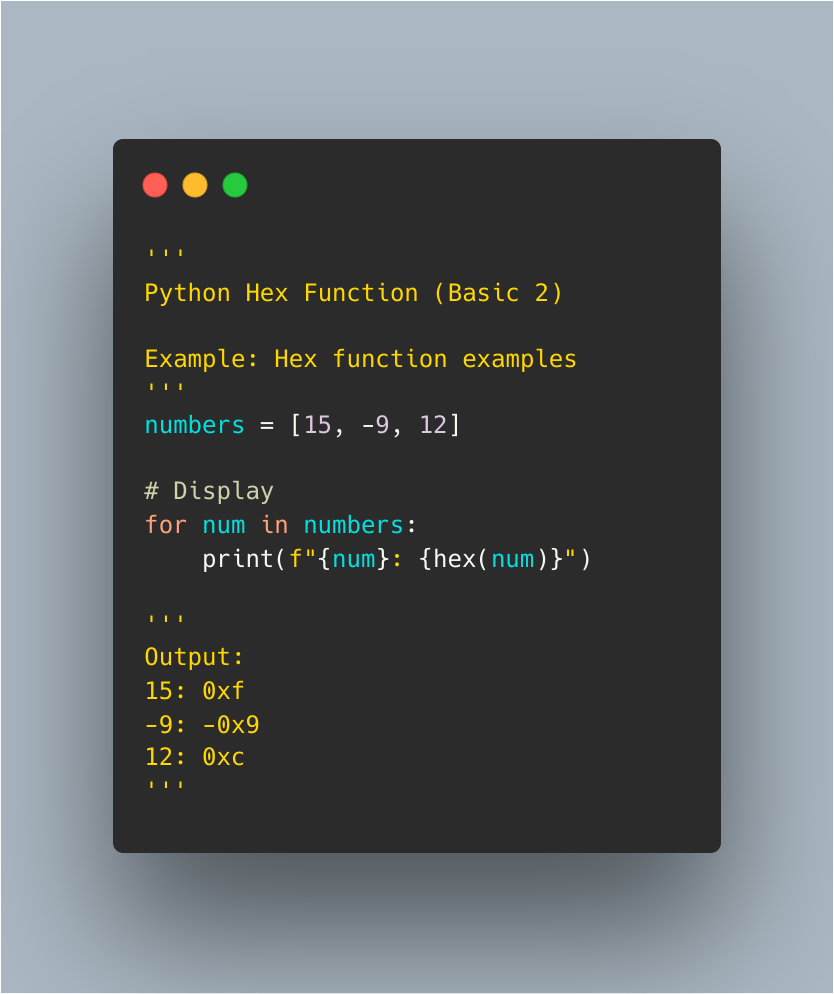 '''
Python Hex Function (Basic 2)

Example: Hex function examples
'''
numbers = [15, -9, 12]

# Display
for num in numbers:
    print(f"{num}: {hex(num)}")

'''
Output:
15: 0xf
-9: -0x9
12: 0xc
'''